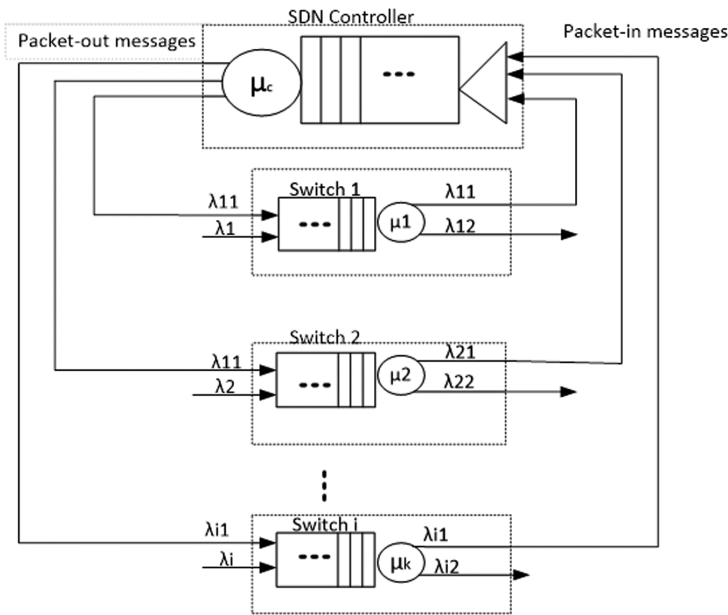 SDN Controller
Packet-out messages
Packet-in messages
μc
Switch 1
λ11
λ11
λ1
μ1
λ12
Switch 2
λ11
λ21
λ2
μ2
λ22
Switch i
λi1
λi1
λi
μk
λi2